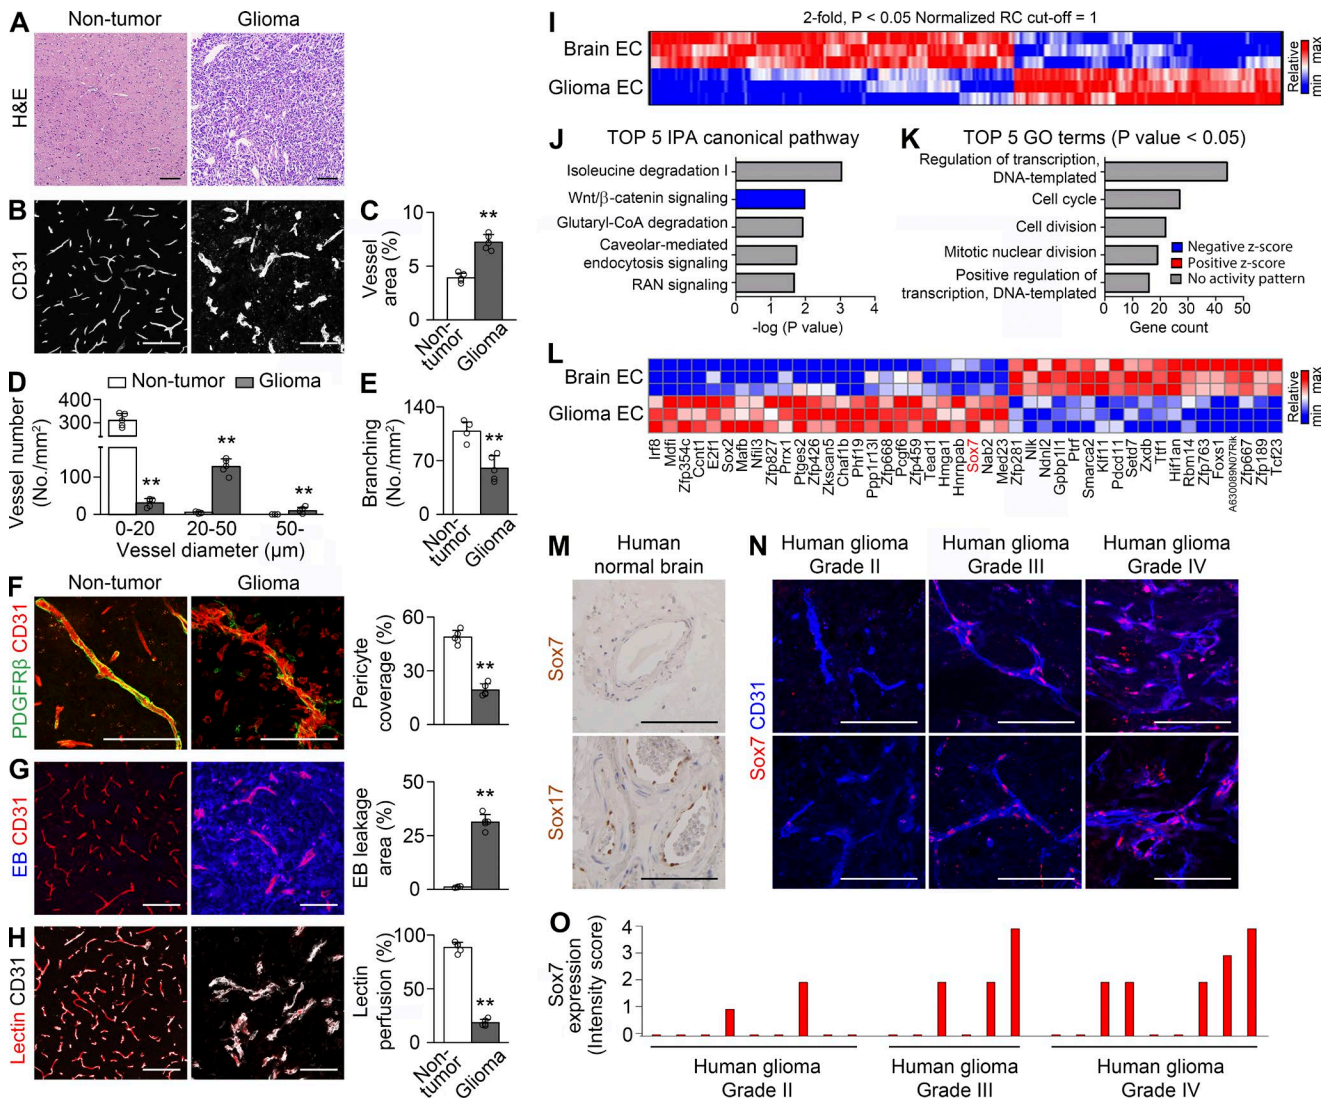 A
Non-tumor
Glioma
H&E
B
CD31
C
Vessel
area (%)
10
5
0
**
Non-
tumor
Glioma
D
Non-tumor
Glioma
Vessel number
(No./mm²)
400
300
100
0
**
**
**
0-20
20-50
50-
Vessel diameter (μm)
E
Branching
(No./mm²)
140
70
0
**
Non-
tumor
Glioma
F
Non-tumor
Glioma
PDGFRβ CD31
Pericyte
coverage (%)
60
30
0
**
G
EB CD31
EB leakage
area (%)
50
25
0
**
H
Lectin CD31
Lectin
perfusion (%)
100
50
0
**
Non-
tumor
Glioma
I
2-fold, P < 0.05 Normalized RC cut-off = 1
Brain EC
Glioma EC
Relative
min max
J
TOP 5 IPA canonical pathway
Isoleucine degradation I
Wnt/β-catenin signaling
Glutaryl-CoA degradation
Caveolar-mediated
endocytosis signaling
RAN signaling
0 1 2 3 4
-log (P value)
K
TOP 5 GO terms (P value < 0.05)
Regulation of transcription,
DNA-templated
Cell cycle
Cell division
Mitotic nuclear division
Positive regulation of
transcription, DNA-templated
Negative z-score
Positive z-score
No activity pattern
0 10 20 30 40 50
Gene count
L
Brain EC
Glioma EC
Relative
min max
Irf8
Mdfi
Zfp354c
Ccnt1
E2f1
Sox2
Mafb
Nfil3
Zfp827
Prrx1
Ptges2
Zfp426
Zkscan5
Chaf1b
Phf19
Ppp1r13l
Zfp668
Pcgf6
Zfp459
Tead1
Hmga1
Hnrnpab
Sox7
Nab2
Med23
Zfp281
Nlk
Ndnl2
Gpbp1l1
Ptrf
Smarca2
Klf11
Pdcd11
Setd7
Zxdb
Ttf1
Hif1an
Rbm14
Zfp763
Foxs1
A630089N07Rik
Zfp667
Zfp189
Tcf23
M
Human
normal brain
Sox7
Sox17
N
Human glioma
Grade II
Human glioma
Grade III
Human glioma
Grade IV
Sox7 CD31
O
Sox7
expression
(Intensity score)
4
3
2
1
0
Human glioma
Grade II
Human glioma
Grade III
Human glioma
Grade IV